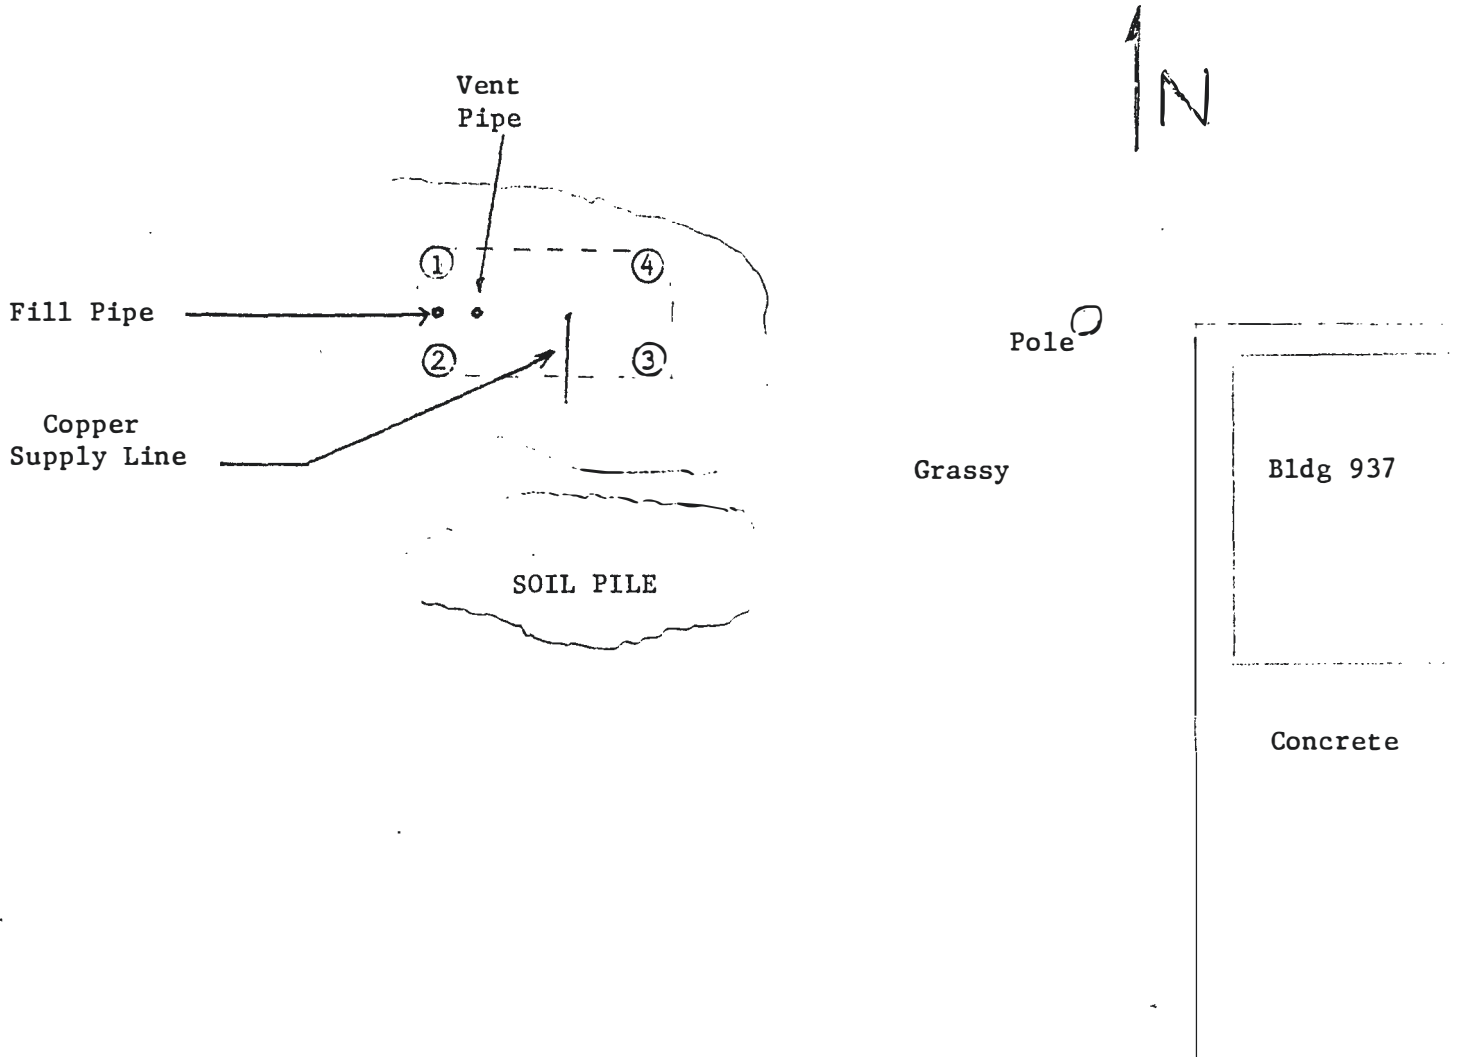 N
Vent
Pipe
1
4
Fill Pipe
Pole
2
3
Copper
Supply Line
Grassy
Bldg 937
SOIL PILE
Concrete